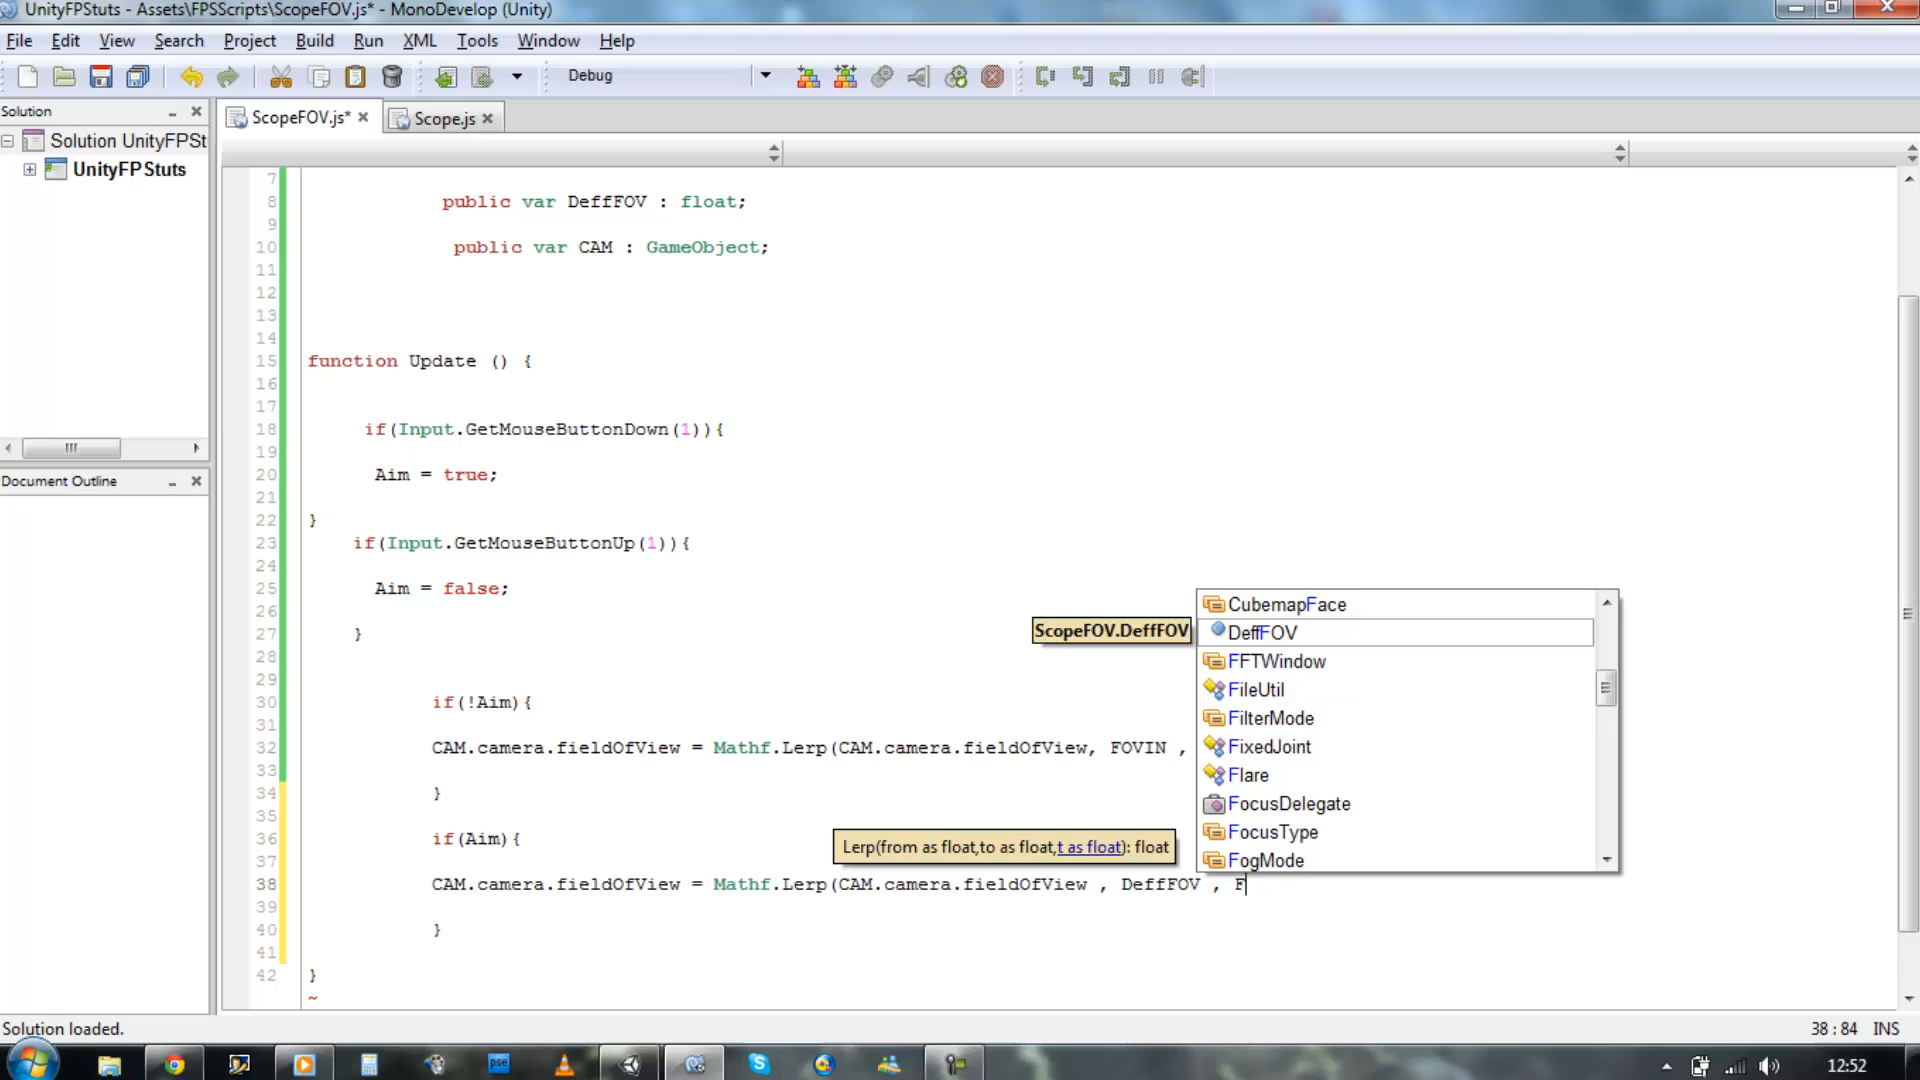 UnityFPStuts - Assets\FPSScripts\ScopeFOV.js* - MonoDevelop (Unity)
File Edit View Search Project Build Run XML Tools Window Help
Debug
Solution
ScopeFOV.js*
Scope.js
Solution UnityFPSt
UnityFPStuts
Document Outline
7
8 public var DeffFOV : float;
9
10 public var CAM : GameObject;
11
12
13
14
15 function Update () {
16
17
18 if(Input.GetMouseButtonDown(1)){
19
20 Aim = true;
21
22 }
23 if(Input.GetMouseButtonUp(1)){
24
25 Aim = false;
26
27 }
28
29
30 if(!Aim){
31
32 CAM.camera.fieldOfView = Mathf.Lerp(CAM.camera.fieldOfView, FOVIN ,
33
34 }
35
36 if(Aim){
37
38 CAM.camera.fieldOfView = Mathf.Lerp(CAM.camera.fieldOfView , DeffFOV , F
39
40 }
41
42 }
~
ScopeFOV.DeffFOV
CubemapFace
DeffFOV
FFTWindow
FileUtil
FilterMode
FixedJoint
Flare
FocusDelegate
FocusType
FogMode
Lerp(from as float,to as float,t as float): float
Solution loaded.
38 : 84 INS
pse
12:52